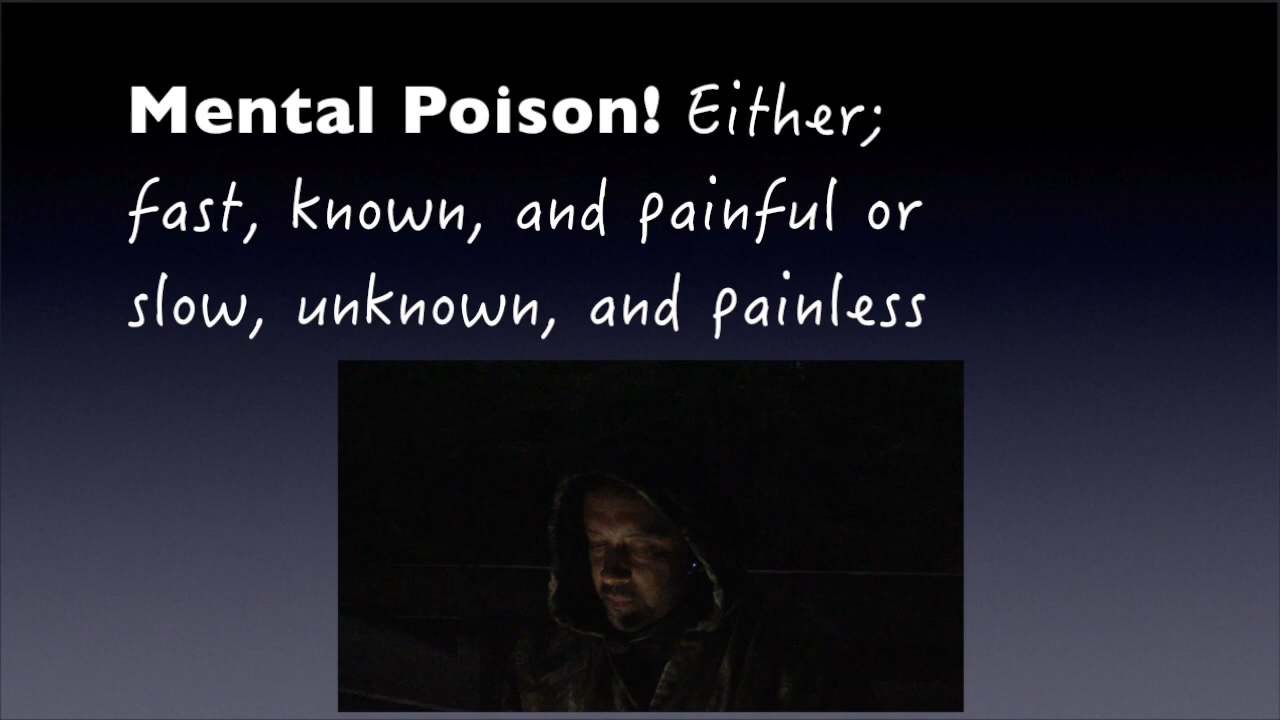 Mental Poison! Either;
fast, known, and painful or
slow, unknown, and painless